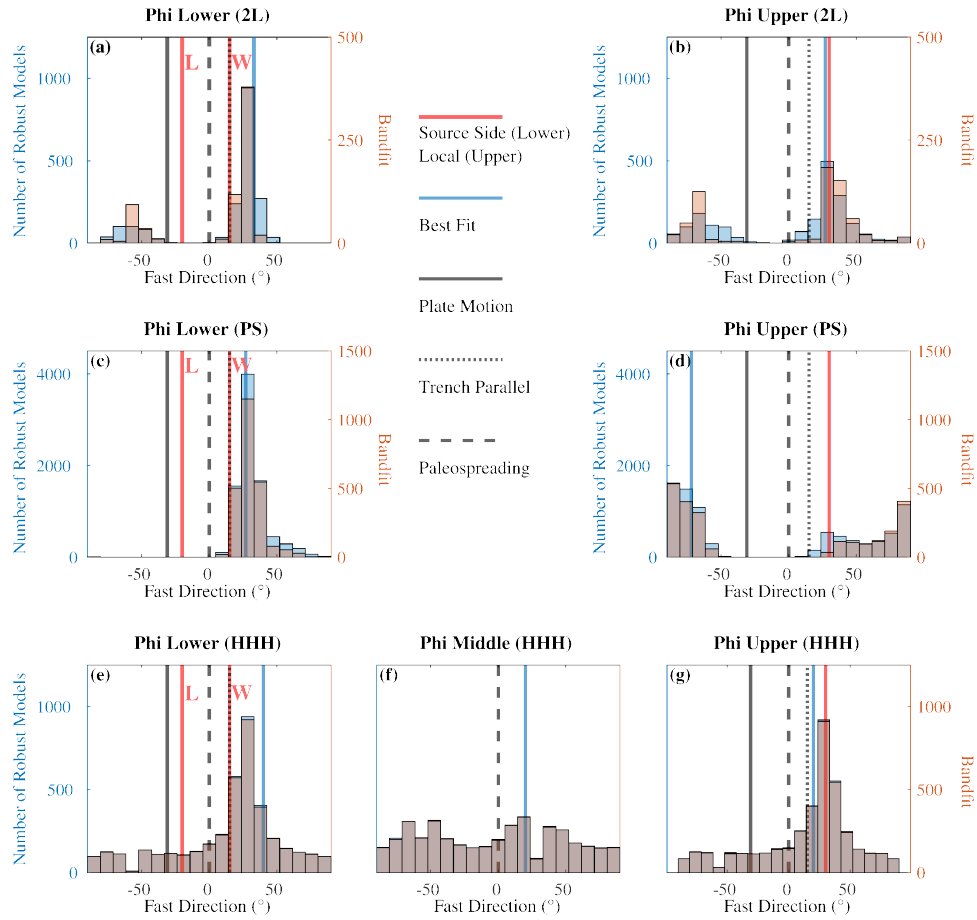 Phi Lower (2L)
Phi Upper (2L)
(a)
L
W
Number of Robust Models
1000
500
0
500
250
0
Bandfit
-50
0
50
Fast Direction (°)
Source Side (Lower)
Local (Upper)
Best Fit
Plate Motion
Trench Parallel
Paleospreading
(b)
Number of Robust Models
1000
500
0
500
250
0
Bandfit
-50
0
50
Fast Direction (°)
Phi Lower (PS)
Phi Upper (PS)
(c)
L
W
Number of Robust Models
4000
2000
0
1500
1000
500
0
Bandfit
-50
0
50
Fast Direction (°)
(d)
Number of Robust Models
4000
2000
0
1500
1000
500
0
Bandfit
-50
0
50
Fast Direction (°)
Phi Lower (HHH)
Phi Middle (HHH)
Phi Upper (HHH)
(e)
L
W
Number of Robust Models
1000
500
0
-50
0
50
Fast Direction (°)
(f)
-50
0
50
Fast Direction (°)
(g)
1000
500
0
Bandfit
-50
0
50
Fast Direction (°)